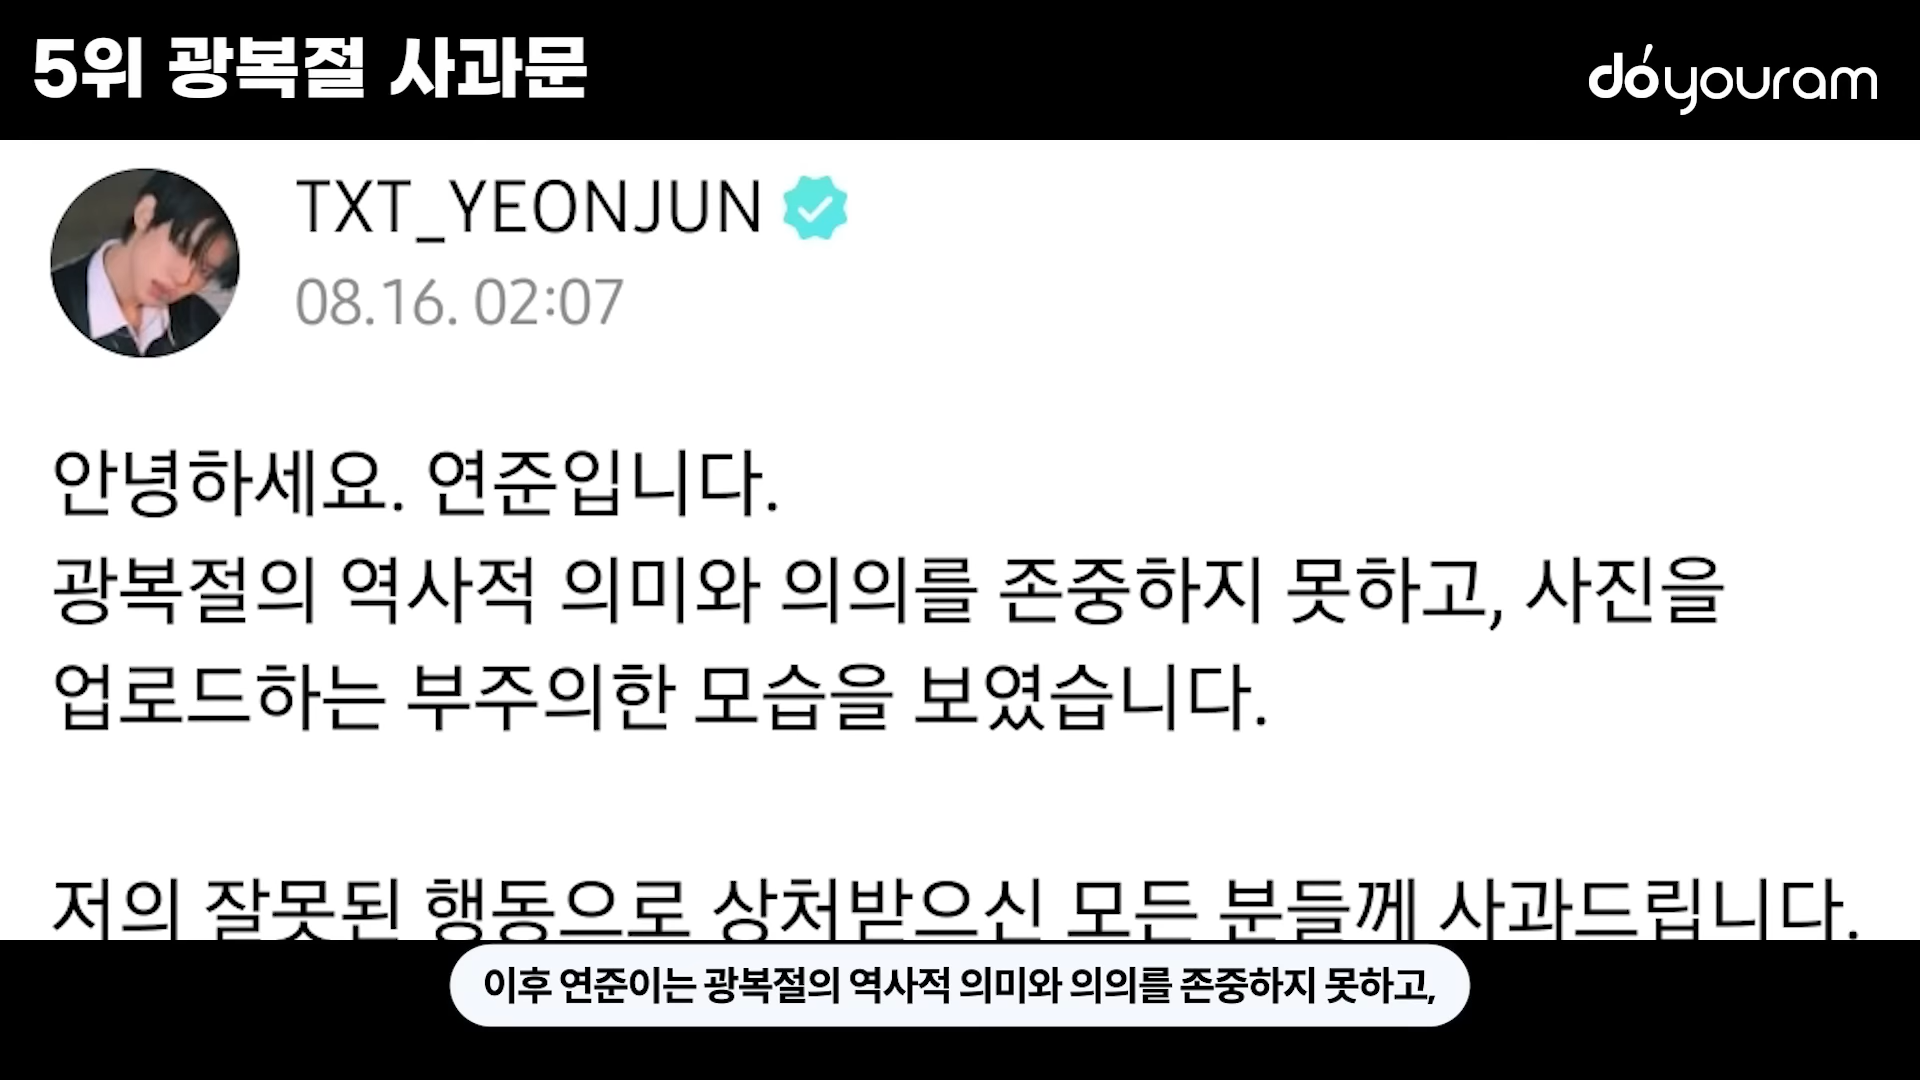 5위 광복절 사과문
dóyouram
TXT_YEONJUN
08.16. 02:07
안녕하세요. 연준입니다.
광복절의 역사적 의미와 의의를 존중하지 못하고, 사진을
업로드하는 부주의한 모습을 보였습니다.
저의 잘못된 행동으로 상처받으신 모든 분들께 사과드립니다.
이후 연준이는 광복절의 역사적 의미와 의의를 존중하지 못하고,